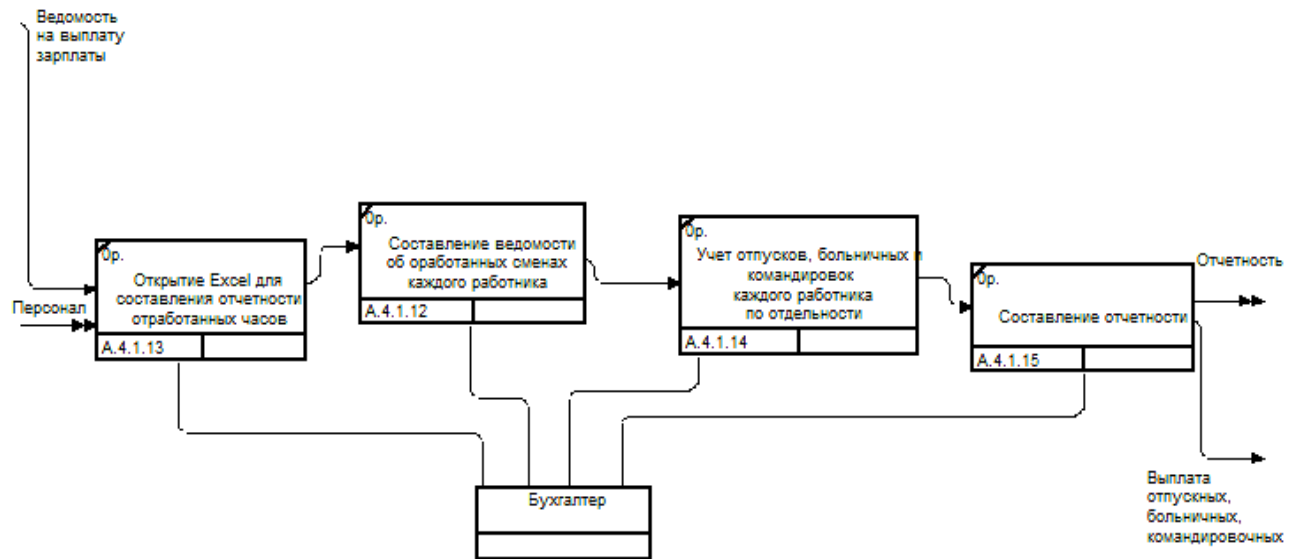 Ведомость
на выплату
зарплаты
Персонал
0р.
Открытие Excel для
составления отчетности
отработанных часов
A.4.1.13
0р.
Составление ведомости
об оработанных сменах
каждого работника
A.4.1.12
0р.
Учет отпусков, больничных и
командировок
каждого работника
по отдельности
A.4.1.14
0р.
Составление отчетности
A.4.1.15
Отчетность
Выплата
отпускных,
больничных,
командировочных
Бухгалтер